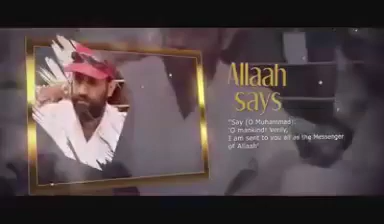 Allaah
says
"Say (O Muhammad):
'O mankind! Verily,
I am sent to you all as the Messenger
of Allaah'